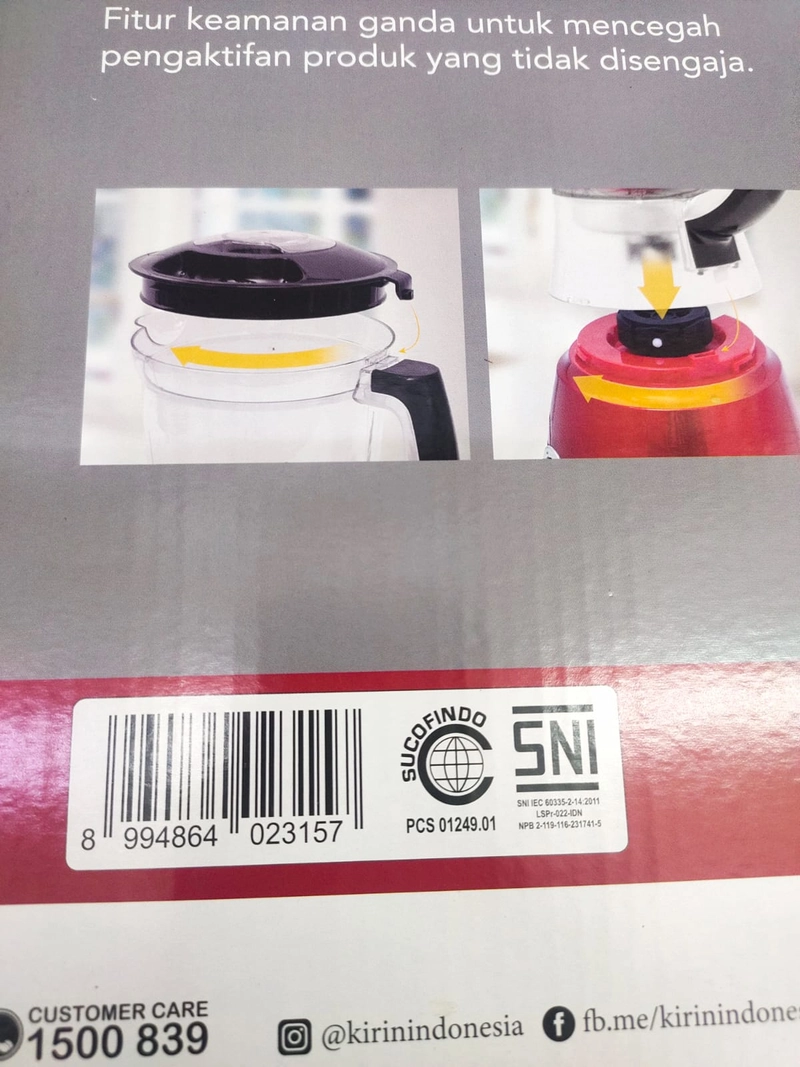 Fitur keamanan ganda untuk mencegah
pengaktifan produk yang tidak disengaja.
8 994864 023157
SUCOFINDO
PCS 01249.01
SNI
SNI IEC 60335-2-14:2011
LSPr-022-IDN
NPB 2-119-116-231741-5
CUSTOMER CARE
1500 839
@kirinindonesia
fb.me/kirinindone